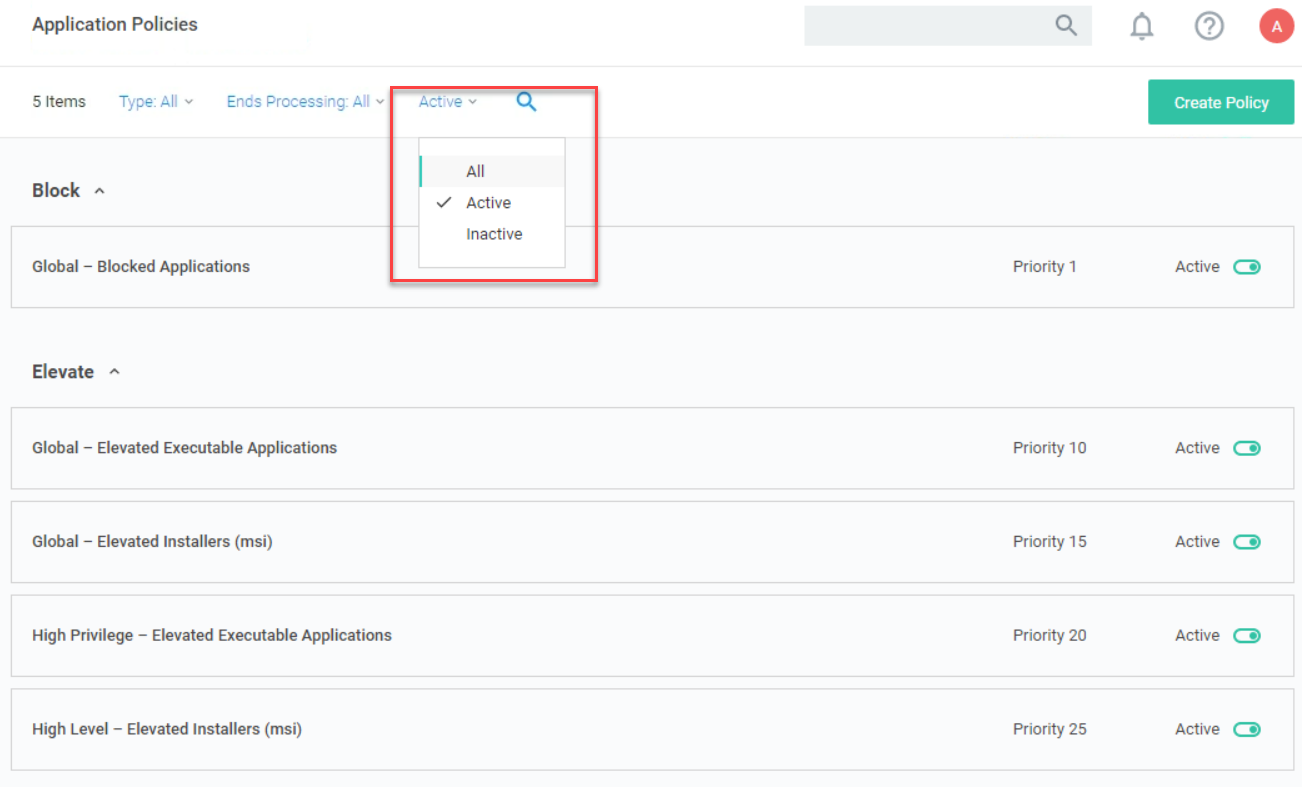 Application Policies
A
5 Items Type: All Ends Processing: All Active
Create Policy
All
Active
Inactive
Block
Global – Blocked Applications Priority 1 Active
Elevate
Global – Elevated Executable Applications Priority 10 Active
Global – Elevated Installers (msi) Priority 15 Active
High Privilege – Elevated Executable Applications Priority 20 Active
High Level – Elevated Installers (msi) Priority 25 Active